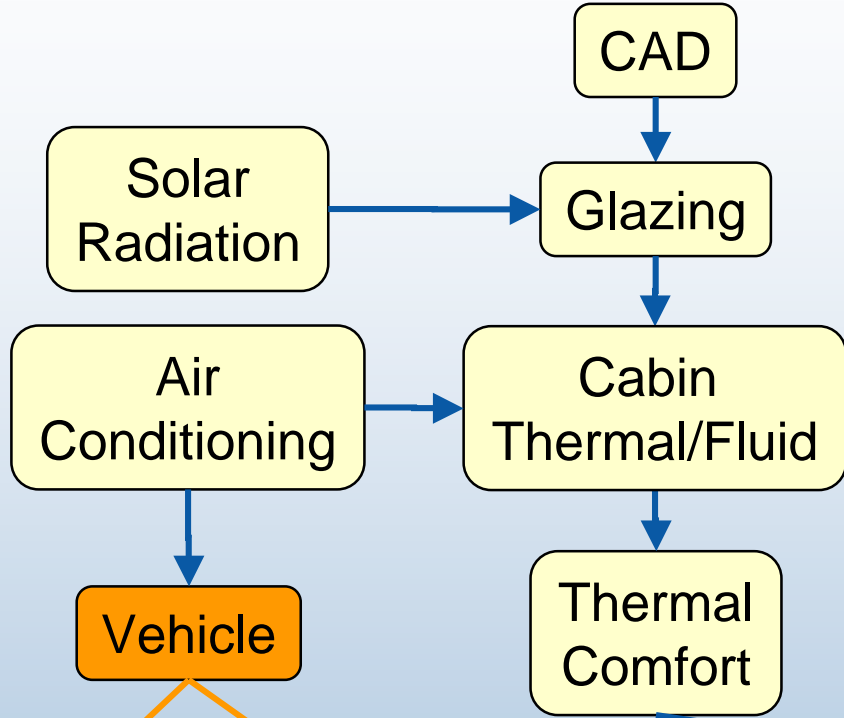 CAD
Solar
Radiation
Glazing
Air
Conditioning
Cabin
Thermal/Fluid
Vehicle
Thermal
Comfort